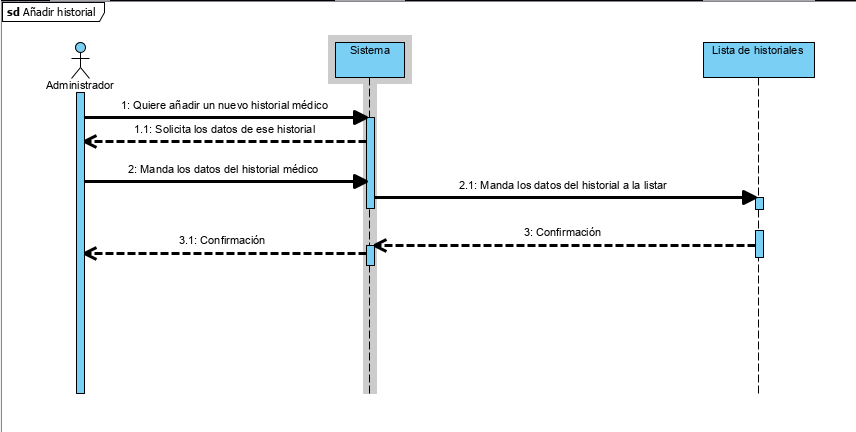 sd Añadir historial
Sistema
Lista de historiales
Administrador
1: Quiere añadir un nuevo historial médico
1.1: Solicita los datos de ese historial
2: Manda los datos del historial médico
2.1: Manda los datos del historial a la listar
3: Confirmación
3.1: Confirmación